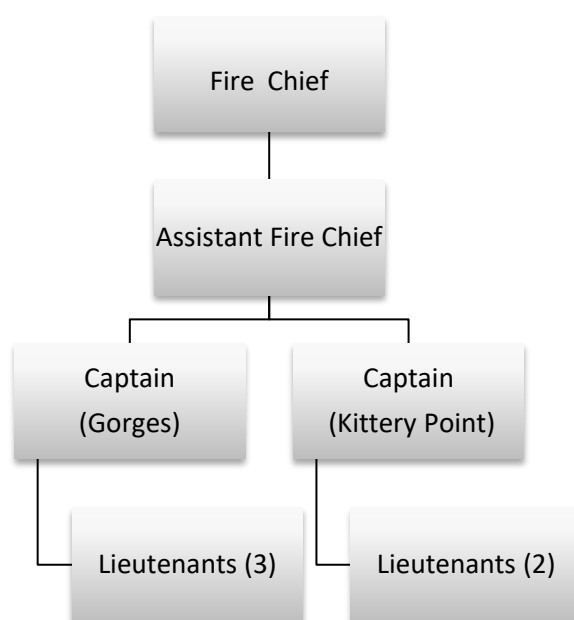 Fire Chief
Assistant Fire Chief
Captain
(Gorges)
Captain
(Kittery Point)
Lieutenants (3)
Lieutenants (2)